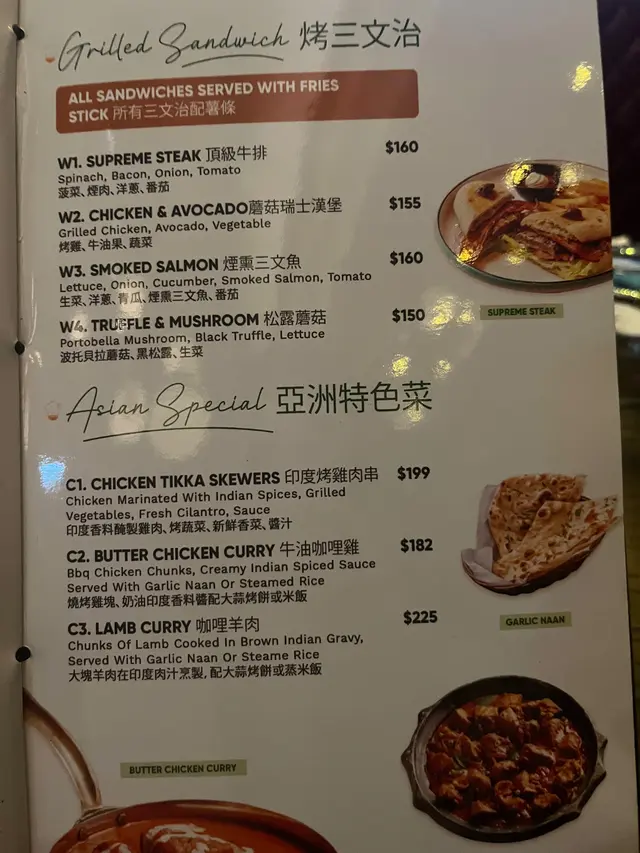 Grilled Sandwich 烤三文治
ALL SANDWICHES SERVED WITH FRIES
STICK 所有三文治配薯條
W1. SUPREME STEAK 頂級牛排 $160
Spinach, Bacon, Onion, Tomato
菠菜、煙肉、洋蔥、番茄
W2. CHICKEN & AVOCADO蘑菇瑞士漢堡 $155
Grilled Chicken, Avocado, Vegetable
烤雞、牛油果、蔬菜
W3. SMOKED SALMON 煙熏三文魚 $160
Lettuce, Onion, Cucumber, Smoked Salmon, Tomato
生菜、洋蔥、青瓜、煙熏三文魚、番茄
W4. TRUFFLE & MUSHROOM 松露蘑菇 $150
Portobella Mushroom, Black Truffle, Lettuce
波托貝拉蘑菇、黑松露、生菜
SUPREME STEAK
Asian Special 亞洲特色菜
C1. CHICKEN TIKKA SKEWERS 印度烤雞肉串 $199
Chicken Marinated With Indian Spices, Grilled
Vegetables, Fresh Cilantro, Sauce
印度香料醃製雞肉、烤蔬菜、新鮮香菜、醬汁
C2. BUTTER CHICKEN CURRY 牛油咖哩雞 $182
Bbq Chicken Chunks, Creamy Indian Spiced Sauce
Served With Garlic Naan Or Steamed Rice
燒烤雞塊、奶油印度香料醬配大蒜烤餅或米飯
C3. LAMB CURRY 咖哩羊肉 $225
Chunks Of Lamb Cooked In Brown Indian Gravy,
Served With Garlic Naan Or Steame Rice
大塊羊肉在印度肉汁烹製, 配大蒜烤餅或蒸米飯
GARLIC NAAN
BUTTER CHICKEN CURRY